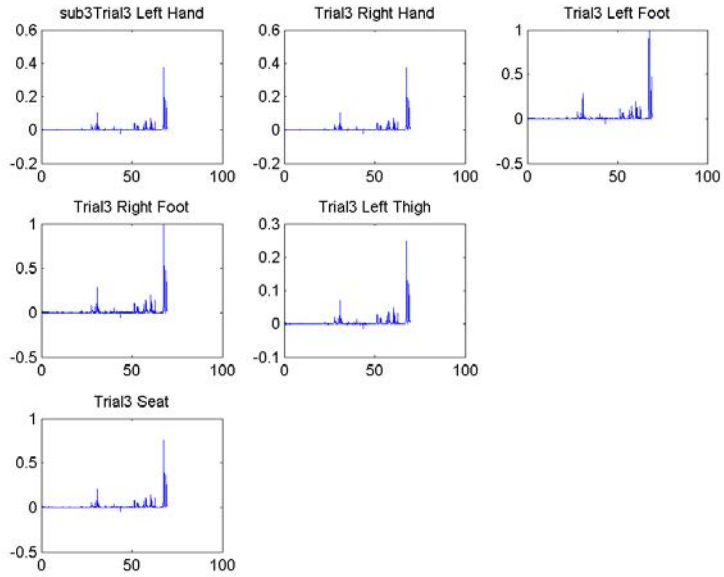 sub3Trial3 Left Hand
0.6
0.4
0.2
0
-0.2
0 50 100
Trial3 Right Hand
0.6
0.4
0.2
0
-0.2
0 50 100
Trial3 Left Foot
1
0.5
0
-0.5
0 50 100
Trial3 Right Foot
1
0.5
0
-0.5
0 50 100
Trial3 Left Thigh
0.3
0.2
0.1
0
-0.1
0 50 100
Trial3 Seat
1
0.5
0
-0.5
0 50 100